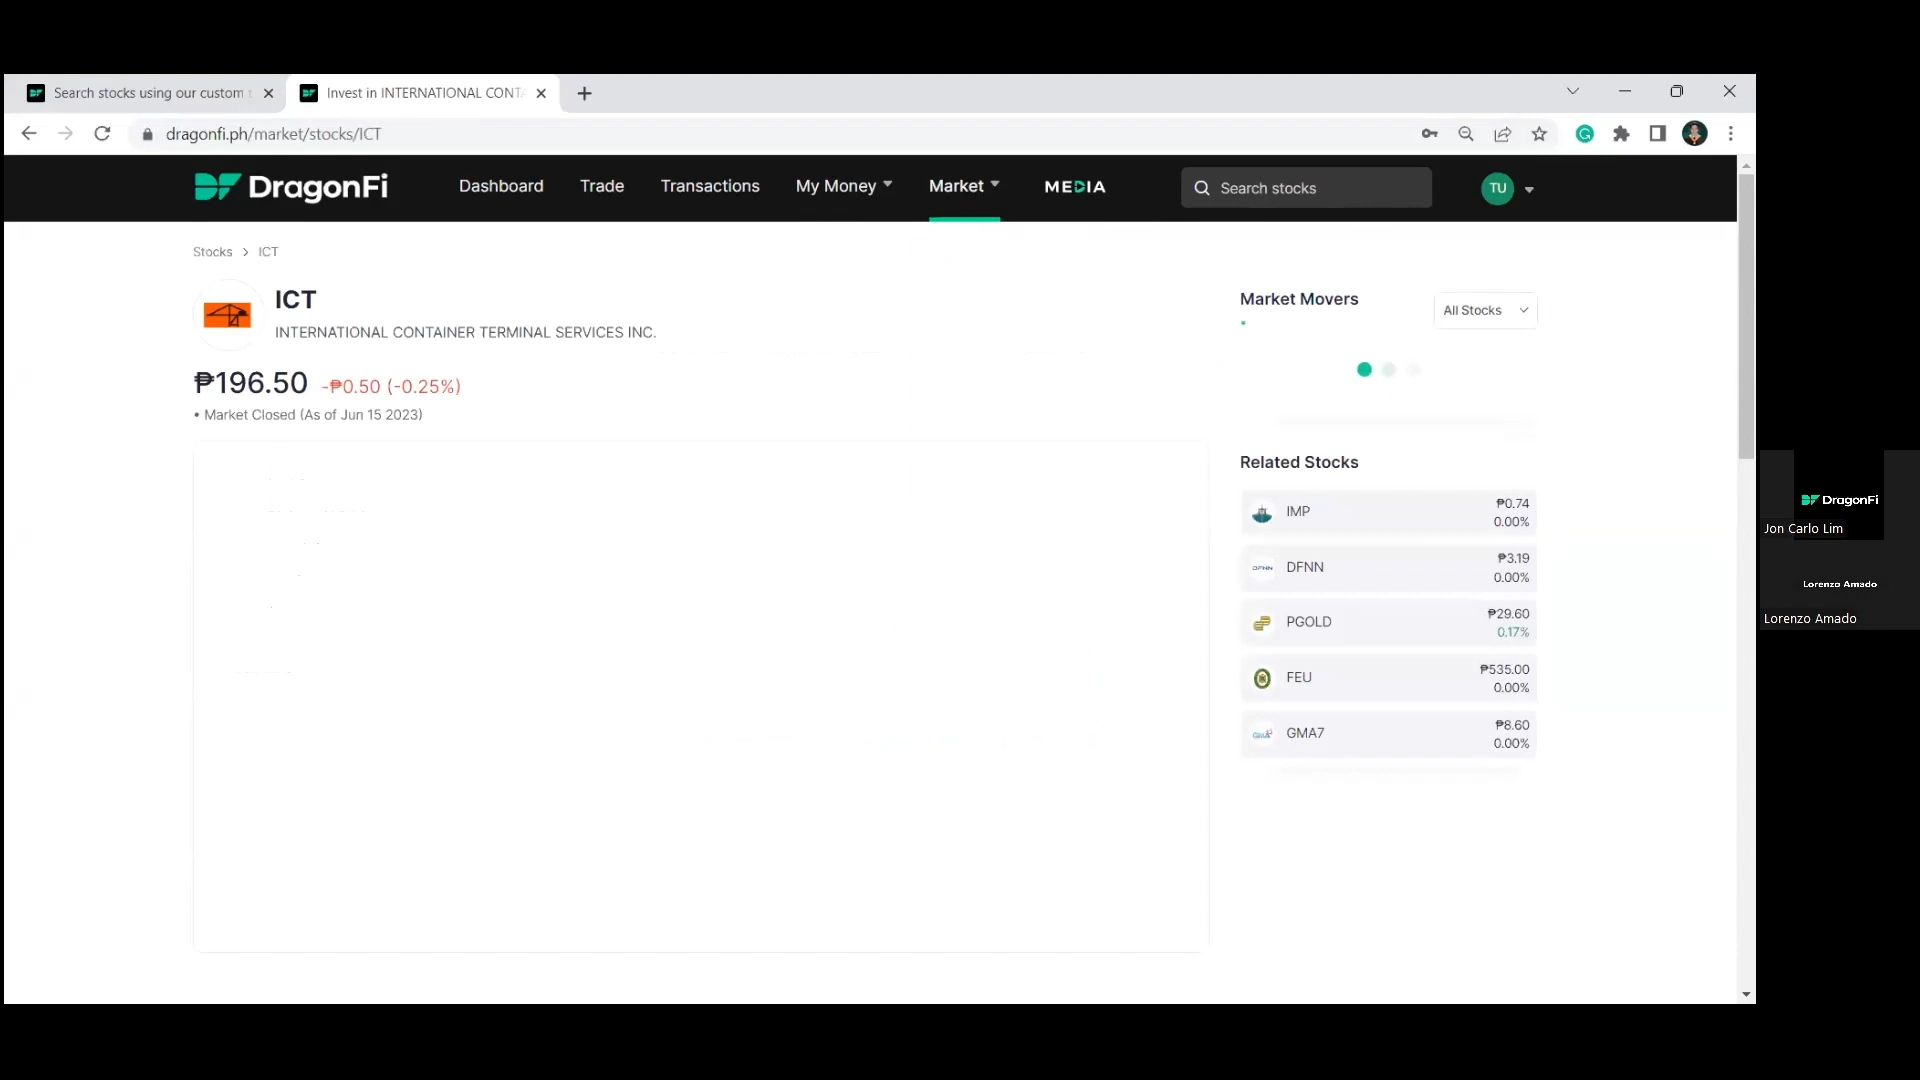 Search stocks using our custom
Invest in INTERNATIONAL CONT
dragonfi.ph/market/stocks/ICT
DragonFi
Dashboard
Trade
Transactions
My Money
Market
MEDIA
Search stocks
TU
Stocks > ICT
ICT
INTERNATIONAL CONTAINER TERMINAL SERVICES INC.
₱196.50 -₱0.50 (-0.25%)
• Market Closed (As of Jun 15 2023)
Market Movers
All Stocks
Related Stocks
IMP
₱0.74
0.00%
DFNN
DFNN
₱3.19
0.00%
PGOLD
₱29.60
0.17%
FEU
₱535.00
0.00%
GMA7
₱8.60
0.00%
DragonFi
Jon Carlo Lim
Lorenzo Amado
Lorenzo Amado